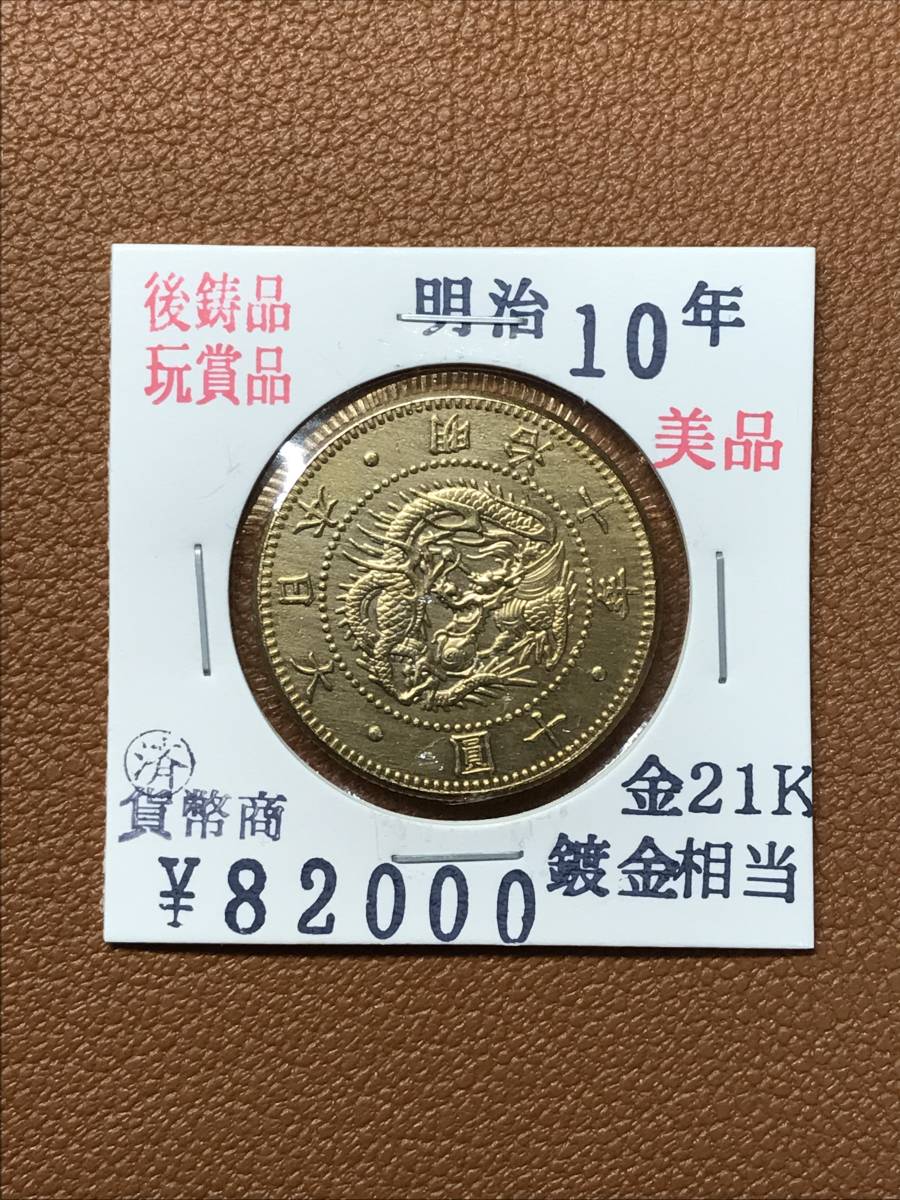 後鋳品
玩賞品
明治10年
美品
大日本・明治十年・十圓・
済
貨幣商
¥82000
金21K
鍍金相当